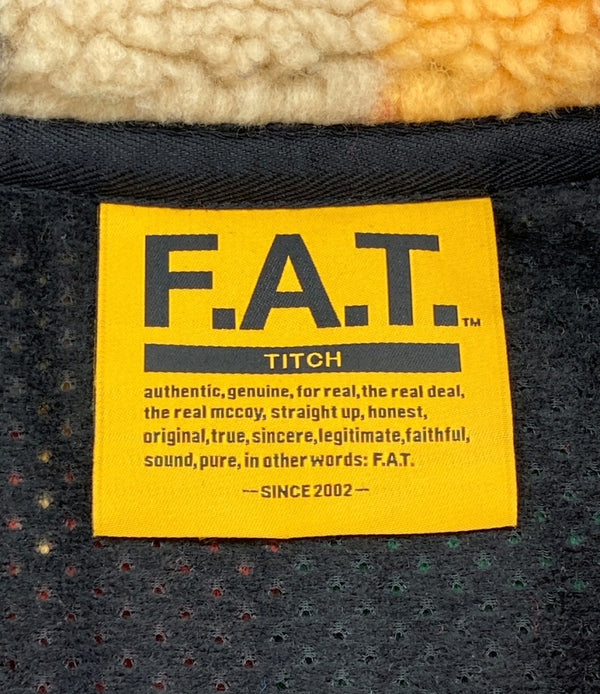 F.A.T.™
TITCH
authentic, genuine, for real, the real deal,
the real mccoy, straight up, honest,
original, true, sincere, legitimate, faithful,
sound, pure, in other words: F.A.T.
—SINCE 2002—